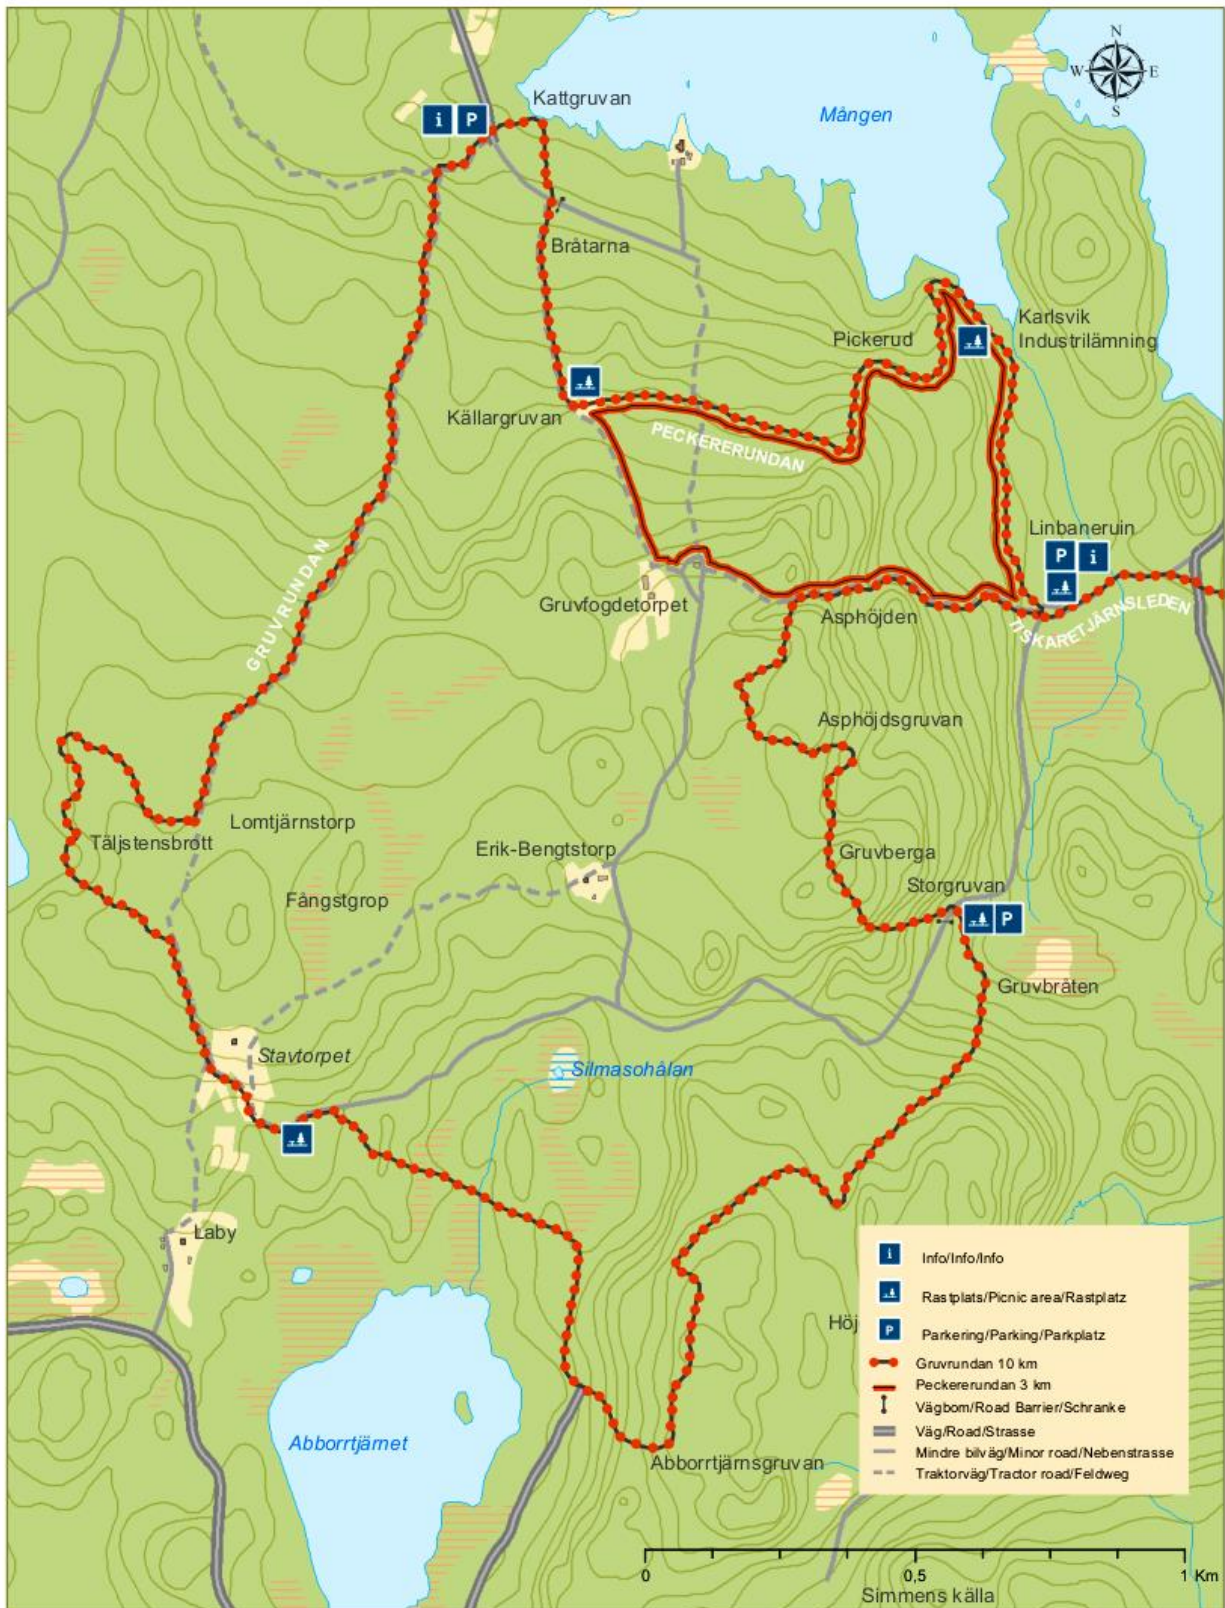 N
W
E
S
Kattgruvan
Mången
i
P
Bråtarna
Pickerud
Karlsvik
Industrilämning
Källargruvan
PECKERERUNDAN
Linbaneruin
P
i
GRUVRUNDAN
Gruvfogdetorpet
Asphöjden
TISKARETJÄRNSLEDEN
Asphöjdsgruvan
Lomtjärnstorp
Täljstensbrott
Erik-Bengtstorp
Gruvberga
Fångstgrop
Storgruvan
P
Gruvbråten
Stavtorpet
Silmasohålan
Laby
Höj
i Info/Info/Info
Rastplats/Picnic area/Rastplatz
P Parkering/Parking/Parkplatz
Gruvrundan 10 km
Peckererundan 3 km
Vägbom/Road Barrier/Schranke
Väg/Road/Strasse
Mindre bilväg/Minor road/Nebenstrasse
Traktorväg/Tractor road/Feldweg
Abborrtjärnet
Abborrtjärnsgruvan
0
0,5
1 Km
Simmens källa